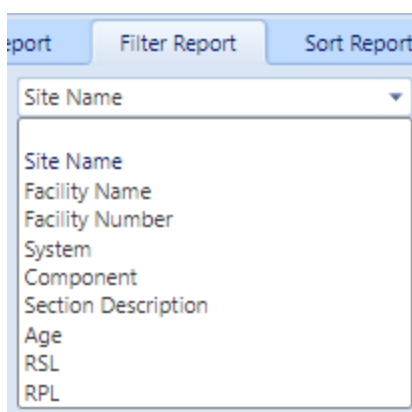 port Filter Report Sort Report
Site Name
Site Name
Facility Name
Facility Number
System
Component
Section Description
Age
RSL
RPL